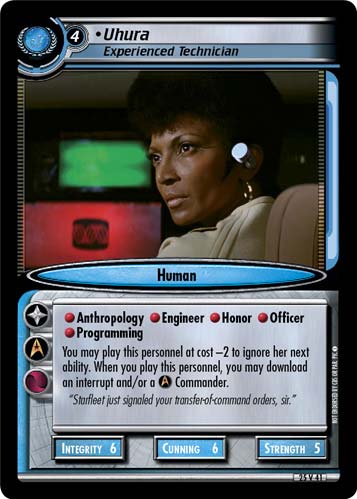 4 •Uhura
Experienced Technician
Human
Anthropology Engineer Honor Officer
Programming
You may play this personnel at cost –2 to ignore her next
ability. When you play this personnel, you may download
an interrupt and/or a Commander.
"Starfleet just signaled your transfer-of-command orders, sir."
INTEGRITY 6 CUNNING 6 STRENGTH 5
25 V 41